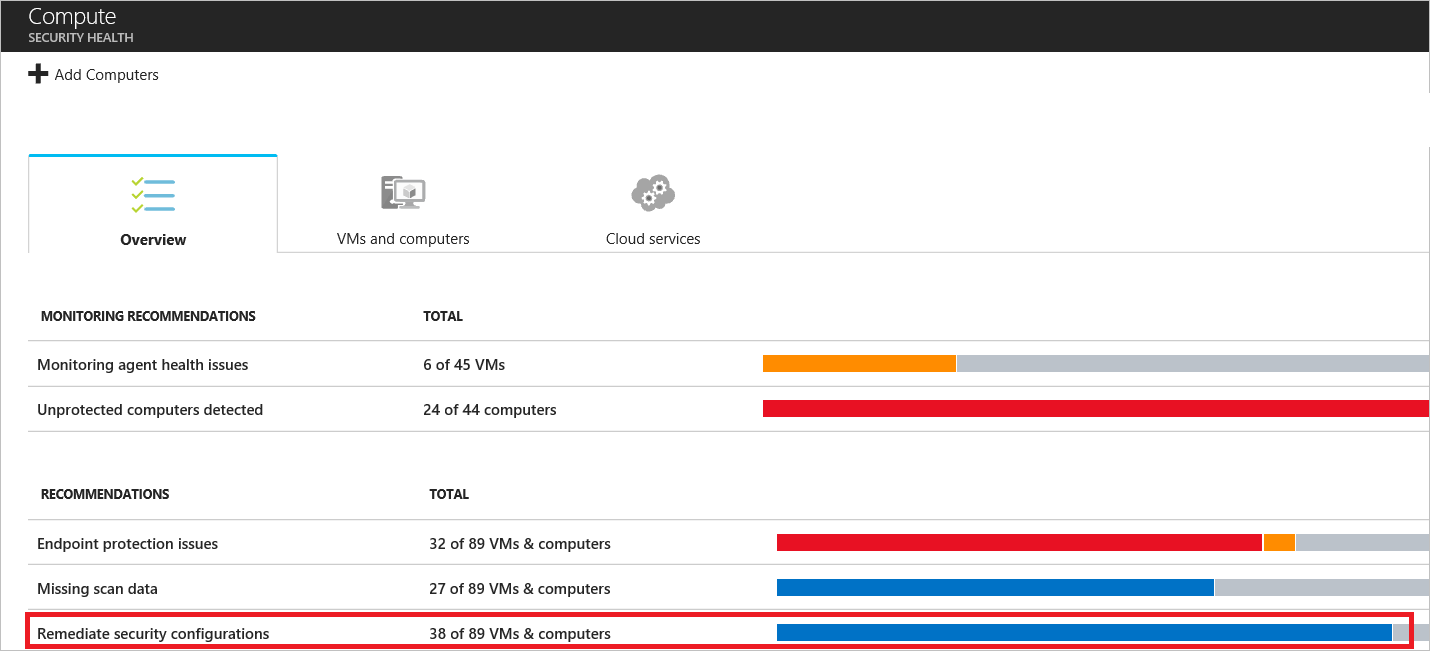 Compute
SECURITY HEALTH
Add Computers
Overview
VMs and computers
Cloud services
MONITORING RECOMMENDATIONS TOTAL
Monitoring agent health issues 6 of 45 VMs
Unprotected computers detected 24 of 44 computers
RECOMMENDATIONS TOTAL
Endpoint protection issues 32 of 89 VMs & computers
Missing scan data 27 of 89 VMs & computers
Remediate security configurations 38 of 89 VMs & computers